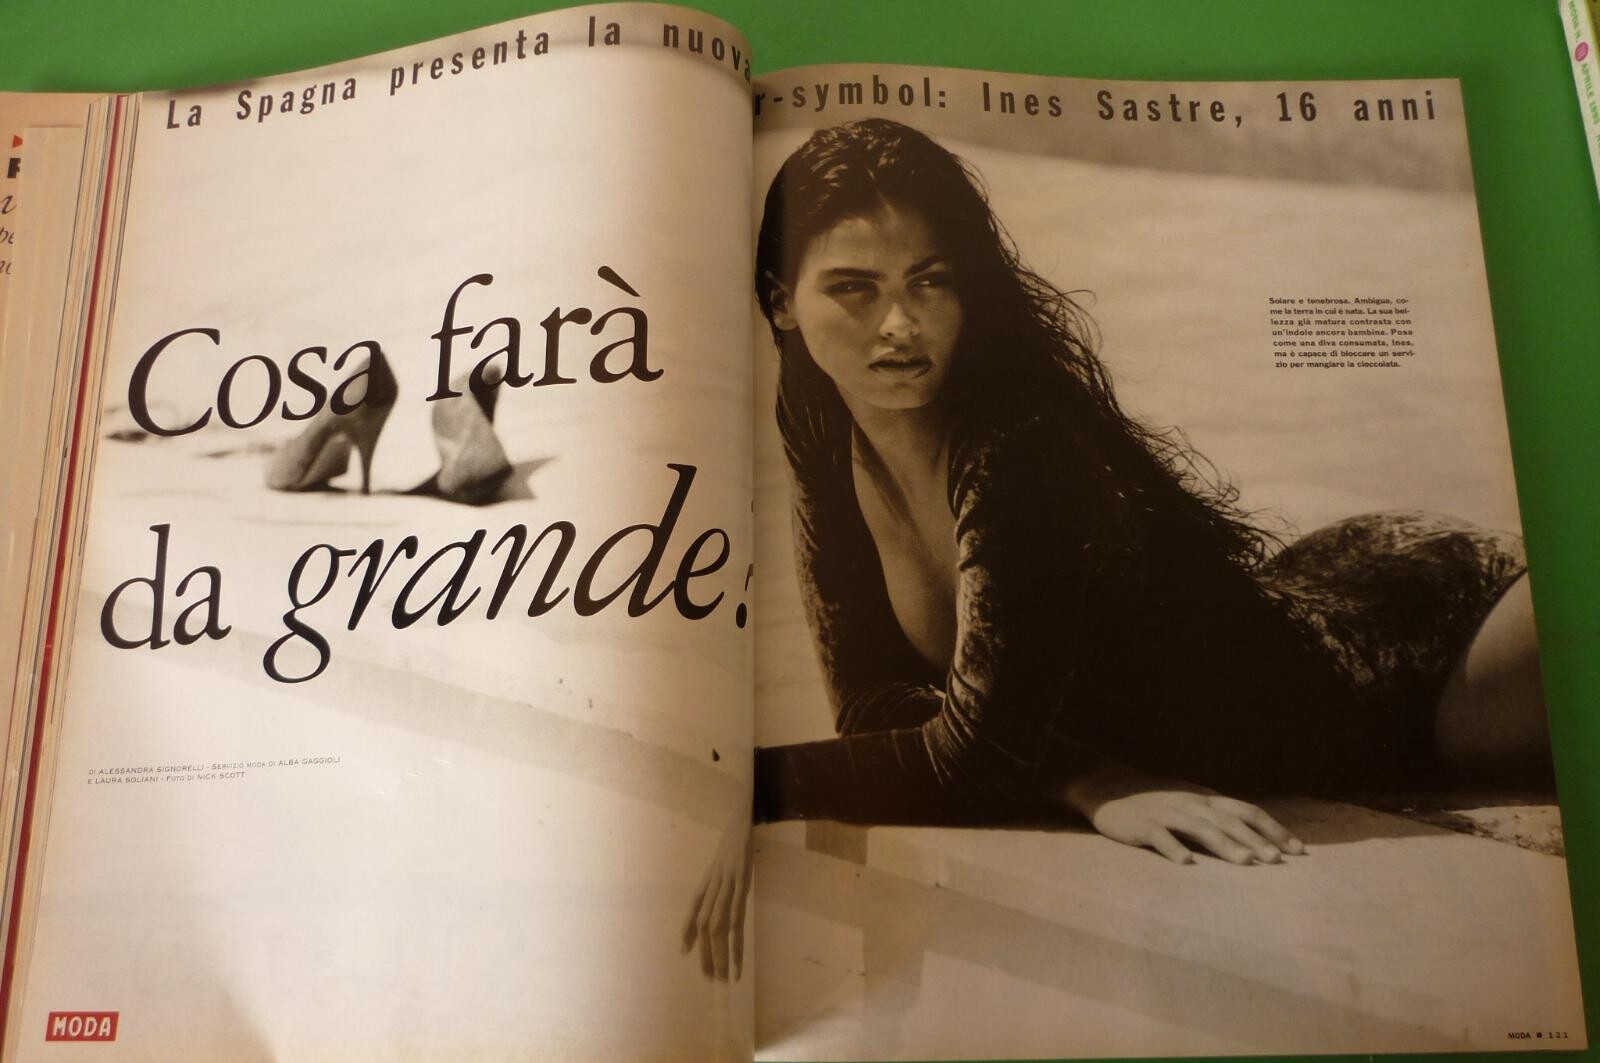 La Spagna presenta la nuova r-symbol: Ines Sastre, 16 anni
Cosa farà
da grande?
DI ALESSANDRA SIGNORELLI - SERVIZIO MODA DI ALBA GAGGIOLI
E LAURA SOLIANI - FOTO DI NICK SCOTT
MODA
Solare e tenebrosa. Ambigua, co-
me la terra in cui è nata. La sua bel-
lezza già matura contrasta con
un'indole ancora bambina. Posa
come una diva consumata, Ines,
ma è capace di bloccare un servi-
zio per mangiare la cioccolata.
MODA ■ 121
MODA N.
APRILE